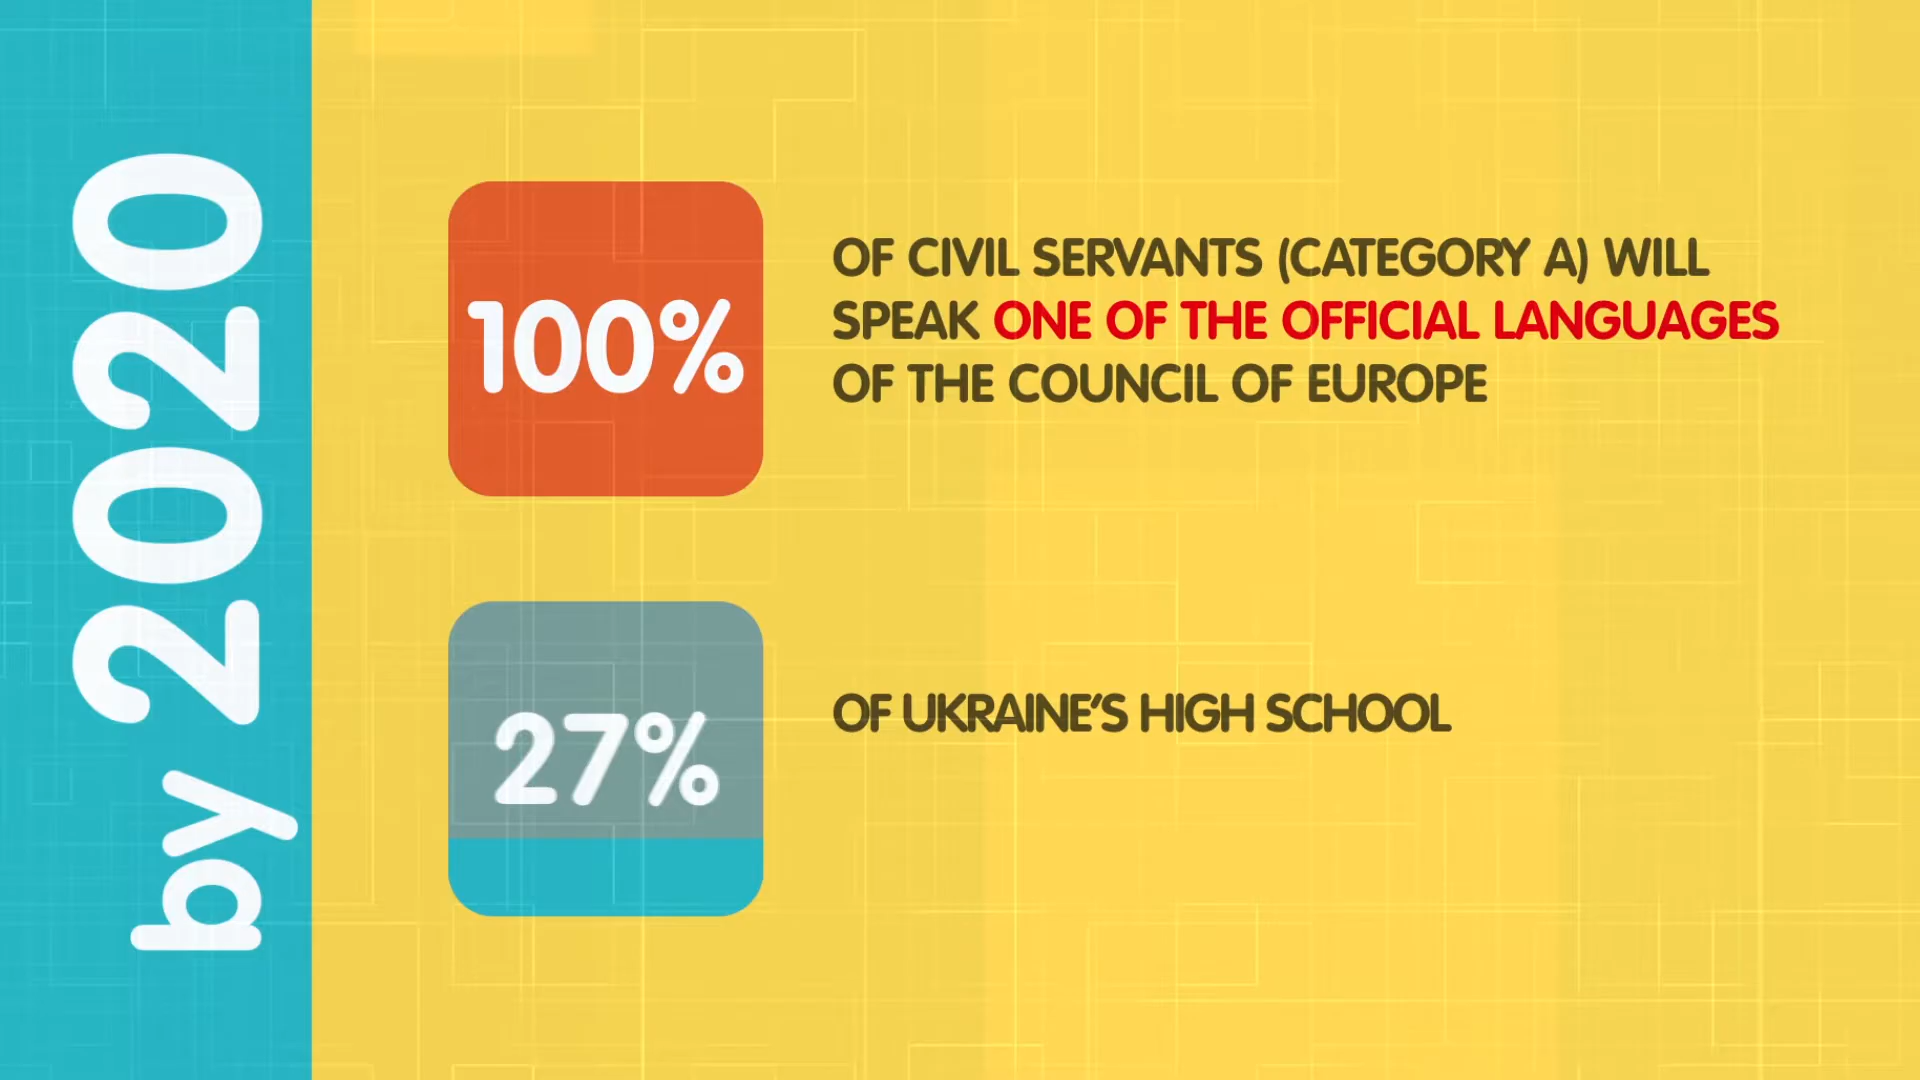 by 2020
100%
OF CIVIL SERVANTS (CATEGORY A) WILL
SPEAK ONE OF THE OFFICIAL LANGUAGES
OF THE COUNCIL OF EUROPE
27%
OF UKRAINE'S HIGH SCHOOL